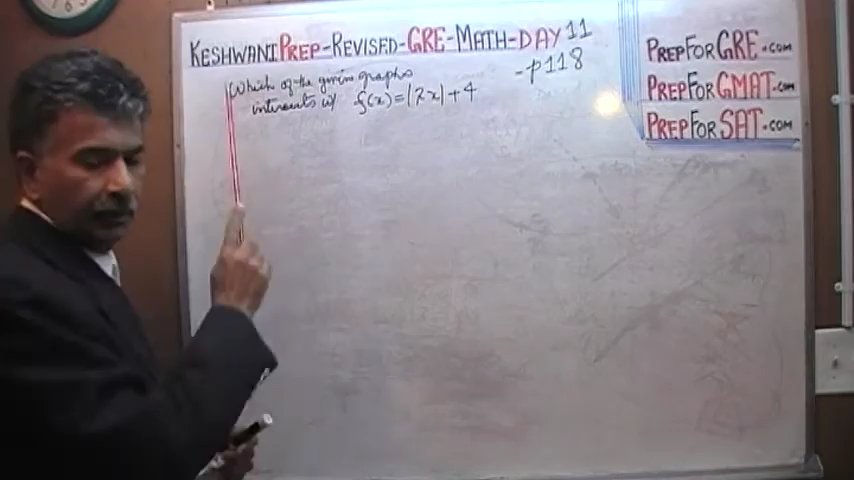 KESHWANI PREP-REVISED-GRE-MATH-DAY 11
-p118
Which of the given graphs
intersects w/ f(x)=|2x|+4
PREPFORGRE.COM
PREPFORGMAT.COM
PREPFORSAT.COM